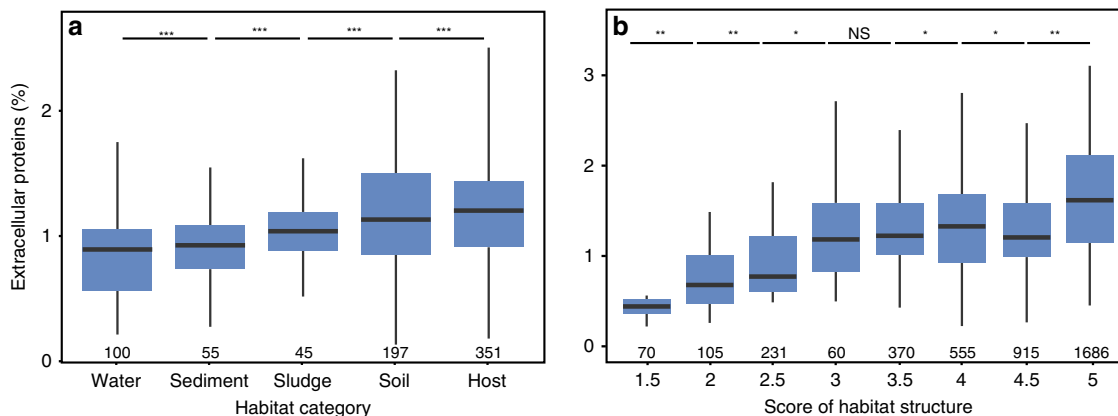 a
*** *** *** ***
Extracellular proteins (%)
2
1
0
100 55 45 197 351
Water Sediment Sludge Soil Host
Habitat category
b
** ** * NS * * **
3
2
1
0
70 105 231 60 370 555 915 1686
1.5 2 2.5 3 3.5 4 4.5 5
Score of habitat structure